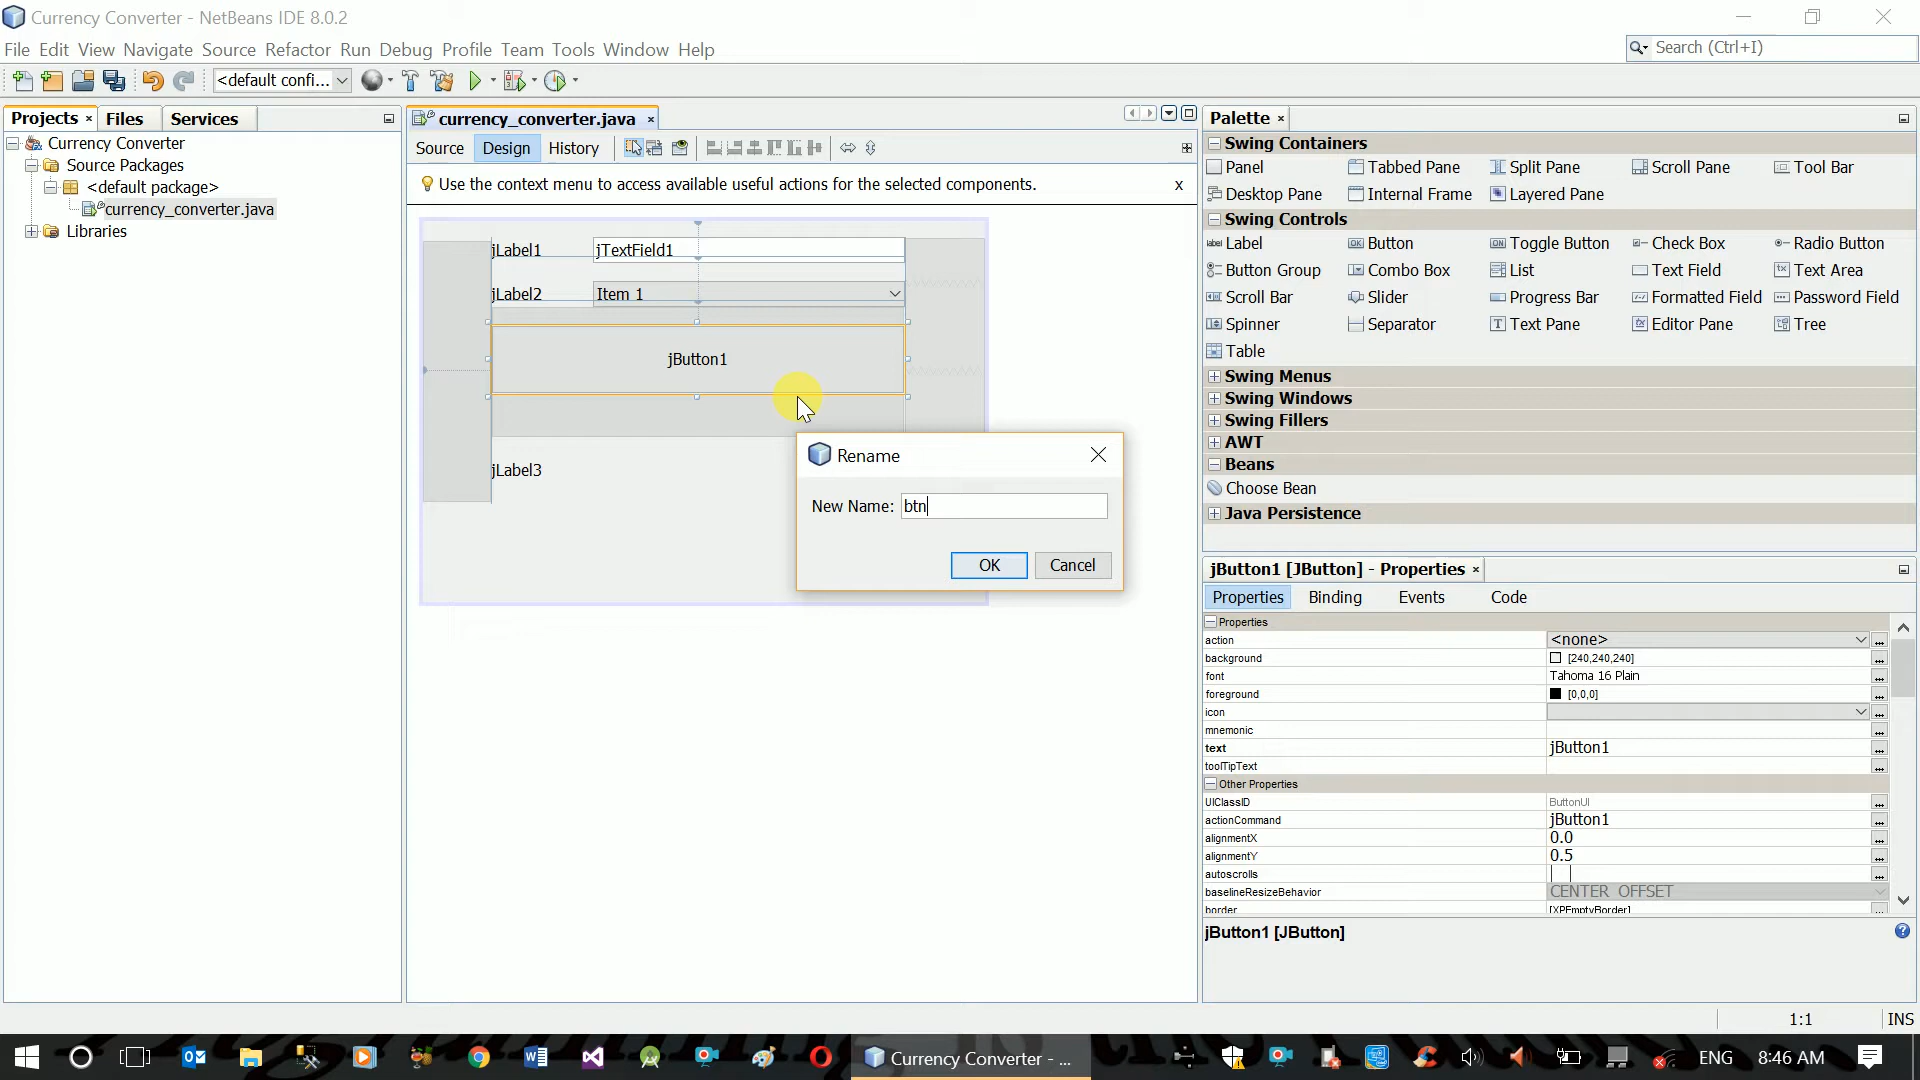 Currency Converter - NetBeans IDE 8.0.2
File Edit View Navigate Source Refactor Run Debug Profile Team Tools Window Help
Search (Ctrl+I)
<default confi...
Projects Files Services
Currency Converter
Source Packages
<default package>
currency_converter.java
Libraries
currency_converter.java
Source Design History
Use the context menu to access available useful actions for the selected components. x
jLabel1 jTextField1
jLabel2 Item 1
jButton1
jLabel3
Rename
New Name: btn
OK Cancel
Palette
Swing Containers
Panel Tabbed Pane Split Pane Scroll Pane Tool Bar
Desktop Pane Internal Frame Layered Pane
Swing Controls
Label Button Toggle Button Check Box Radio Button
Button Group Combo Box List Text Field Text Area
Scroll Bar Slider Progress Bar Formatted Field Password Field
Spinner Separator Text Pane Editor Pane Tree
Table
Swing Menus
Swing Windows
Swing Fillers
AWT
Beans
Choose Bean
Java Persistence
jButton1 [JButton] - Properties
Properties Binding Events Code
Properties
action <none> ...
background [240,240,240] ...
font Tahoma 16 Plain ...
foreground [0,0,0] ...
icon ...
mnemonic ...
text jButton1 ...
toolTipText ...
Other Properties
UIClassID ButtonUI ...
actionCommand jButton1 ...
alignmentX 0.0 ...
alignmentY 0.5 ...
autoscrolls ...
baselineResizeBehavior CENTER_OFFSET
border [XPEmptyBorder]
jButton1 [JButton]
1:1 INS
Currency Converter - ...
ENG 8:46 AM